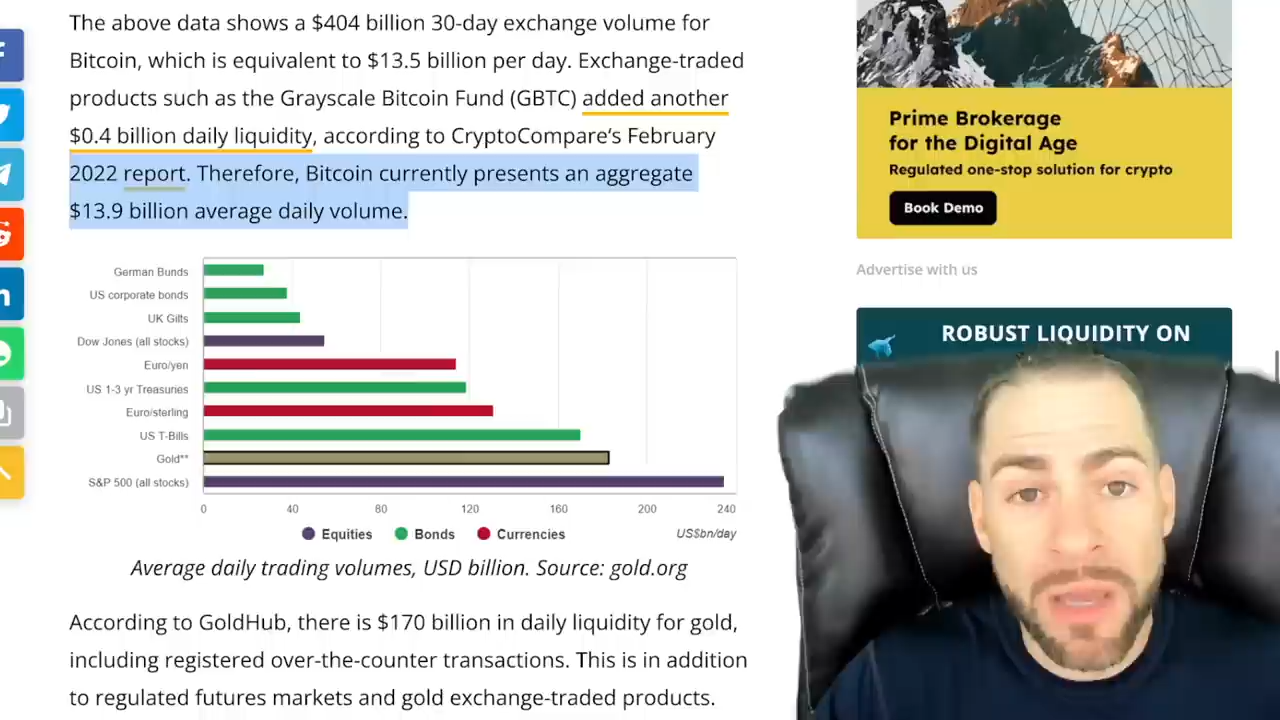 The above data shows a $404 billion 30-day exchange volume for
Bitcoin, which is equivalent to $13.5 billion per day. Exchange-traded
products such as the Grayscale Bitcoin Fund (GBTC) added another
$0.4 billion daily liquidity, according to CryptoCompare‘s February
2022 report. Therefore, Bitcoin currently presents an aggregate
$13.9 billion average daily volume.
German Bunds
US corporate bonds
UK Gilts
Dow Jones (all stocks)
Euro/yen
US 1-3 yr Treasuries
Euro/sterling
US T-Bills
Gold**
S&P 500 (all stocks)
0 40 80 120 160 200 240
Equities Bonds Currencies US$bn/day
Average daily trading volumes, USD billion. Source: gold.org
According to GoldHub, there is $170 billion in daily liquidity for gold,
including registered over-the-counter transactions. This is in addition
to regulated futures markets and gold exchange-traded products.
Prime Brokerage
for the Digital Age
Regulated one-stop solution for crypto
Book Demo
Advertise with us
ROBUST LIQUIDITY ON